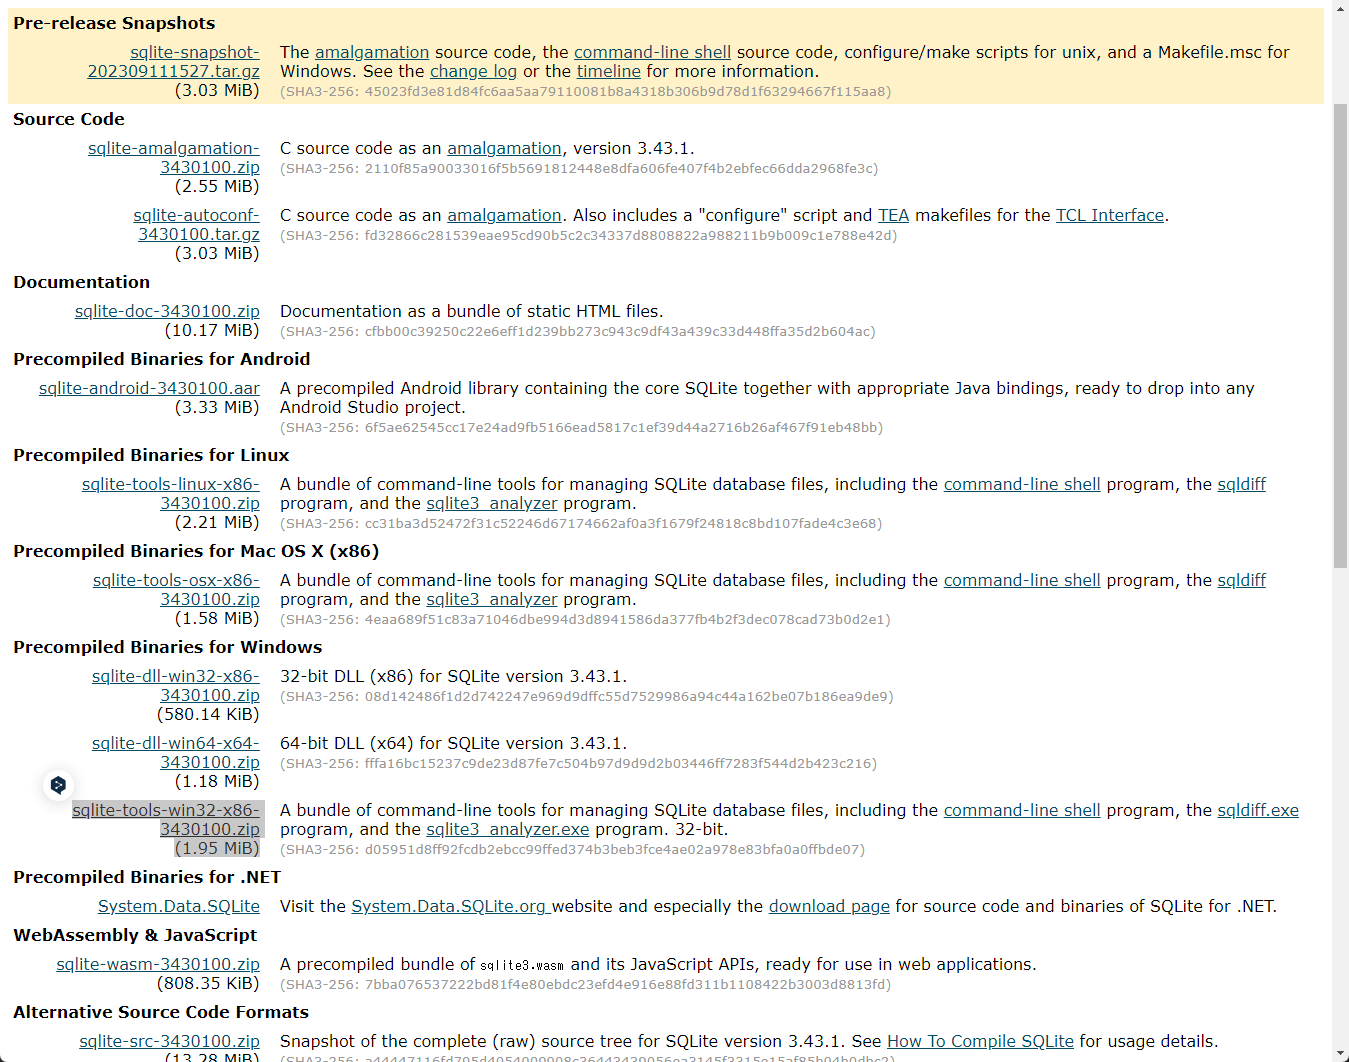 Pre-release Snapshots
sqlite-snapshot-
202309111527.tar.gz
(3.03 MiB)
The amalgamation source code, the command-line shell source code, configure/make scripts for unix, and a Makefile.msc for
Windows. See the change log or the timeline for more information.
(SHA3-256: 45023fd3e81d84fc6aa5aa79110081b8a4318b306b9d78d1f63294667f115aa8)
Source Code
sqlite-amalgamation-
3430100.zip
(2.55 MiB)
C source code as an amalgamation, version 3.43.1.
(SHA3-256: 2110f85a90033016f5b5691812448e8dfa606fe407f4b2ebfec66dda2968fe3c)
sqlite-autoconf-
3430100.tar.gz
(3.03 MiB)
C source code as an amalgamation. Also includes a "configure" script and TEA makefiles for the TCL Interface.
(SHA3-256: fd32866c281539eae95cd90b5c2c34337d8808822a988211b9b009c1e788e42d)
Documentation
sqlite-doc-3430100.zip
(10.17 MiB)
Documentation as a bundle of static HTML files.
(SHA3-256: cfbb00c39250c22e6eff1d239bb273c943c9df43a439c33d448ffa35d2b604ac)
Precompiled Binaries for Android
sqlite-android-3430100.aar
(3.33 MiB)
A precompiled Android library containing the core SQLite together with appropriate Java bindings, ready to drop into any
Android Studio project.
(SHA3-256: 6f5ae62545cc17e24ad9fb5166ead5817c1ef39d44a2716b26af467f91eb48bb)
Precompiled Binaries for Linux
sqlite-tools-linux-x86-
3430100.zip
(2.21 MiB)
A bundle of command-line tools for managing SQLite database files, including the command-line shell program, the sqldiff
program, and the sqlite3_analyzer program.
(SHA3-256: cc31ba3d52472f31c52246d67174662af0a3f1679f24818c8bd107fade4c3e68)
Precompiled Binaries for Mac OS X (x86)
sqlite-tools-osx-x86-
3430100.zip
(1.58 MiB)
A bundle of command-line tools for managing SQLite database files, including the command-line shell program, the sqldiff
program, and the sqlite3_analyzer program.
(SHA3-256: 4eaa689f51c83a71046dbe994d3d8941586da377fb4b2f3dec078cad73b0d2e1)
Precompiled Binaries for Windows
sqlite-dll-win32-x86-
3430100.zip
(580.14 KiB)
32-bit DLL (x86) for SQLite version 3.43.1.
(SHA3-256: 08d142486f1d2d742247e969d9dffc55d7529986a94c44a162be07b186ea9de9)
sqlite-dll-win64-x64-
3430100.zip
(1.18 MiB)
64-bit DLL (x64) for SQLite version 3.43.1.
(SHA3-256: fffa16bc15237c9de23d87fe7c504b97d9d9d2b03446ff7283f544d2b423c216)
sqlite-tools-win32-x86-
3430100.zip
(1.95 MiB)
A bundle of command-line tools for managing SQLite database files, including the command-line shell program, the sqldiff.exe
program, and the sqlite3_analyzer.exe program. 32-bit.
(SHA3-256: d05951d8ff92fcdb2ebcc99ffed374b3beb3fce4ae02a978e83bfa0a0ffbde07)
Precompiled Binaries for .NET
System.Data.SQLite
Visit the System.Data.SQLite.org website and especially the download page for source code and binaries of SQLite for .NET.
WebAssembly & JavaScript
sqlite-wasm-3430100.zip
(808.35 KiB)
A precompiled bundle of sqlite3.wasm and its JavaScript APIs, ready for use in web applications.
(SHA3-256: 7bba076537222bd81f4e80ebdc23efd4e916e88fd311b1108422b3003d8813fd)
Alternative Source Code Formats
sqlite-src-3430100.zip
(13.28 MiB)
Snapshot of the complete (raw) source tree for SQLite version 3.43.1. See How To Compile SQLite for usage details.